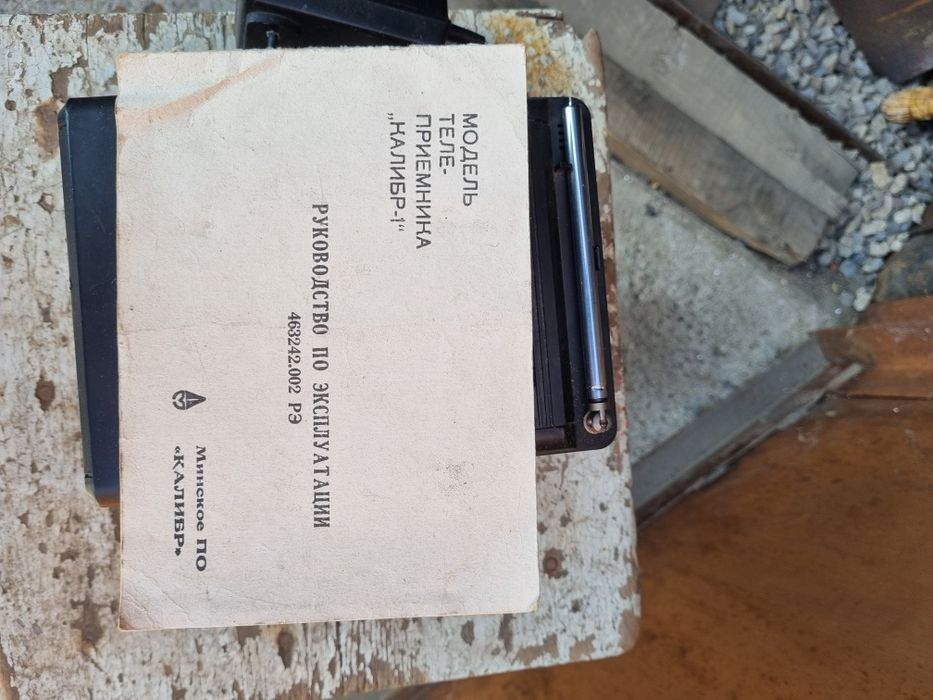 МОДЕЛЬ
ТЕЛЕ-
ПРИЕМНИКА
„КАЛИБР-1“
РУКОВОДСТВО ПО ЭКСПЛУАТАЦИИ
463242.002 РЭ
Минское ПО
«КАЛИБР»